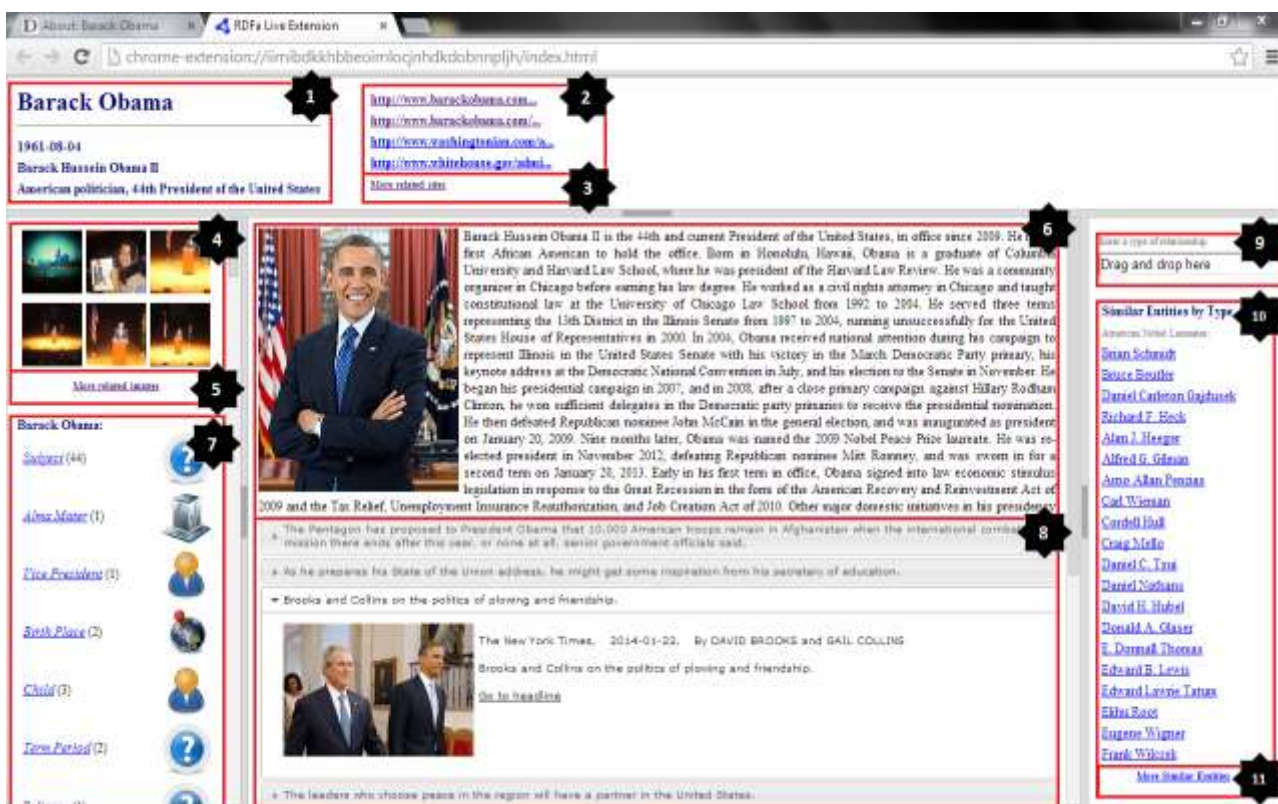 About: Barack Obama
RDFa Live Extension
chrome-extension://iimibdkkhbbeoimlocjnhdkdobnnpljh/index.html
Barack Obama
1
1961-08-04
Barack Hussein Obama II
American politician, 44th President of the United States
2
http://www.barackobama.com...
http://www.barackobama.com/...
http://www.washingtonian.com/a...
http://www.whitehouse.gov/admi...
More related sites
3
4
More related images
5
Barack Obama:
7
Subject (44)
Alma Mater (1)
Vice President (1)
Birth Place (2)
Child (3)
Term Period (2)
6
Barack Hussein Obama II is the 44th and current President of the United States, in office since 2009. He
first African American to hold the office. Born in Honolulu, Hawaii, Obama is a graduate of Columbia
University and Harvard Law School, where he was president of the Harvard Law Review. He was a community
organizer in Chicago before earning his law degree. He worked as a civil rights attorney in Chicago and taught
constitutional law at the University of Chicago Law School from 1992 to 2004. He served three terms
representing the 13th District in the Illinois Senate from 1997 to 2004, running unsuccessfully for the United
States House of Representatives in 2000. In 2004, Obama received national attention during his campaign to
represent Illinois in the United States Senate with his victory in the March Democratic Party primary, his
keynote address at the Democratic National Convention in July, and his election to the Senate in November. He
began his presidential campaign in 2007, and in 2008, after a close primary campaign against Hillary Rodham
Clinton, he won sufficient delegates in the Democratic party primaries to receive the presidential nomination.
He then defeated Republican nominee John McCain in the general election, and was inaugurated as president
on January 20, 2009. Nine months later, Obama was named the 2009 Nobel Peace Prize laureate. He was re-
elected president in November 2012, defeating Republican nominee Mitt Romney, and was sworn in for a
second term on January 20, 2013. Early in his first term in office, Obama signed into law economic stimulus
legislation in response to the Great Recession in the form of the American Recovery and Reinvestment Act of
2009 and the Tax Relief, Unemployment Insurance Reauthorization, and Job Creation Act of 2010. Other major domestic initiatives in his presidency
8
The Pentagon has proposed to President Obama that 10,000 American troops remain in Afghanistan when the international combat
mission there ends after this year, or none at all, senior government officials said.
As he prepares his State of the Union address, he might get some inspiration from his secretary of education.
Brooks and Collins on the politics of plowing and friendship.
The New York Times, 2014-01-22. By DAVID BROOKS and GAIL COLLINS
Brooks and Collins on the politics of plowing and friendship.
Go to headline
The leaders who choose peace in the region will have a partner in the United States.
9
Enter a type of relationship
Drag and drop here
Similar Entities by Type
10
American Nobel Laureates
Brian Schmidt
Bruce Beutler
Daniel Carleton Gajdusek
Richard F. Heck
Alan J. Heeger
Alfred G. Gilman
Arno Allan Penzias
Carl Wieman
Cordell Hull
Craig Mello
Daniel C. Tsui
Daniel Nathans
David H. Hubel
Donald A. Glaser
E. Donnall Thomas
Edward B. Lewis
Edward Lawrie Tatum
Elihu Root
Eugene Wigner
Frank Wilczek
More Similar Entities
11